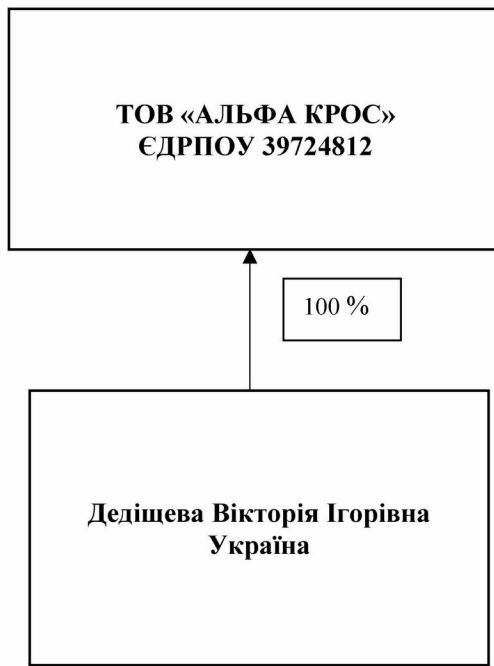 ТОВ «АЛЬФА КРОС»
ЄДРПОУ 39724812
100 %
Дедіщева Вікторія Ігорівна
Україна